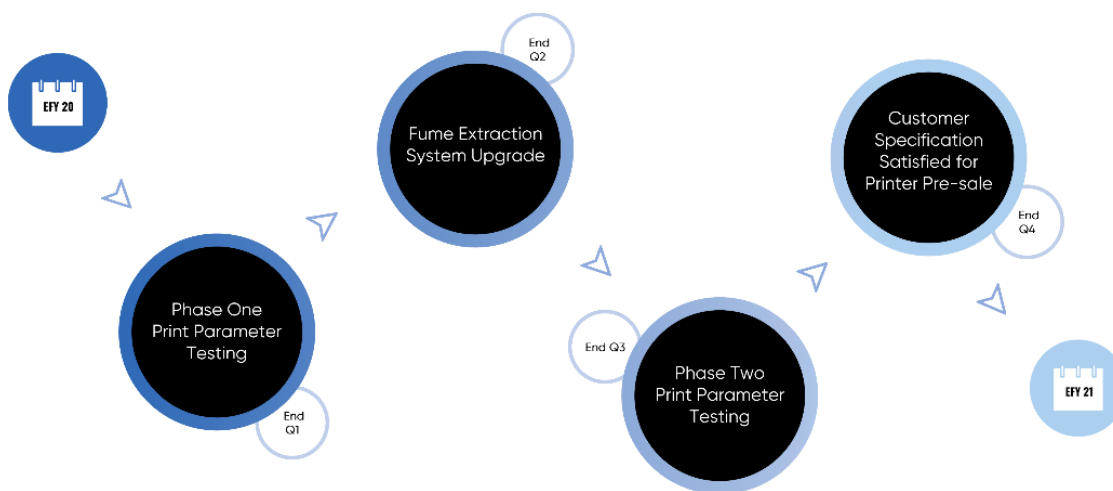 EFY 20
Phase One
Print Parameter
Testing
End
Q1
Fume Extraction
System Upgrade
End
Q2
Phase Two
Print Parameter
Testing
End Q3
Customer
Specification
Satisfied for
Printer Pre-sale
End
Q4
EFY 21